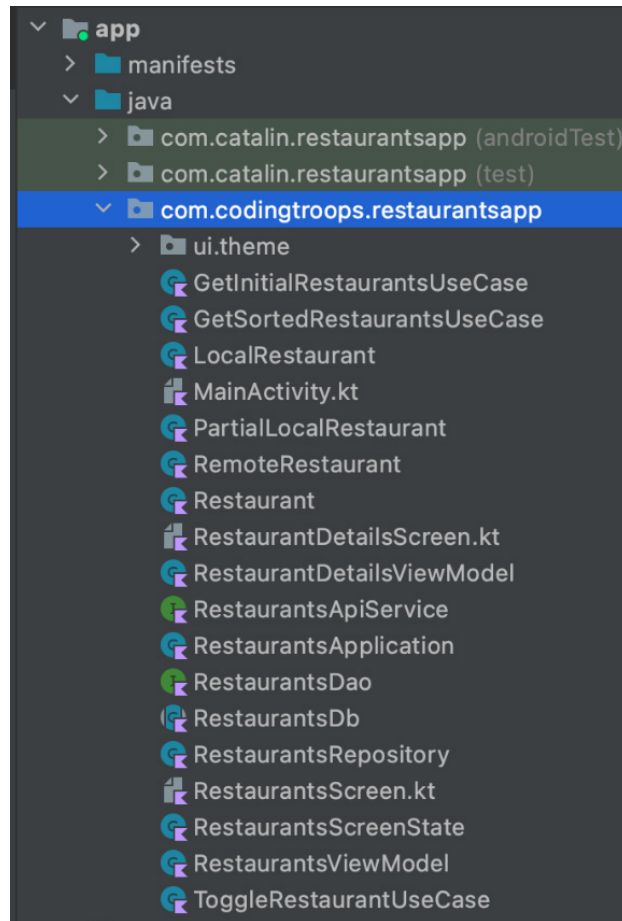 app
manifests
java
com.catalin.restaurantsapp (androidTest)
com.catalin.restaurantsapp (test)
com.codingtroops.restaurantsapp
ui.theme
GetInitialRestaurantsUseCase
GetSortedRestaurantsUseCase
LocalRestaurant
MainActivity.kt
PartialLocalRestaurant
RemoteRestaurant
Restaurant
RestaurantDetailsScreen.kt
RestaurantDetailsViewModel
RestaurantsApiService
RestaurantsApplication
RestaurantsDao
RestaurantsDb
RestaurantsRepository
RestaurantsScreen.kt
RestaurantsScreenState
RestaurantsViewModel
ToggleRestaurantUseCase